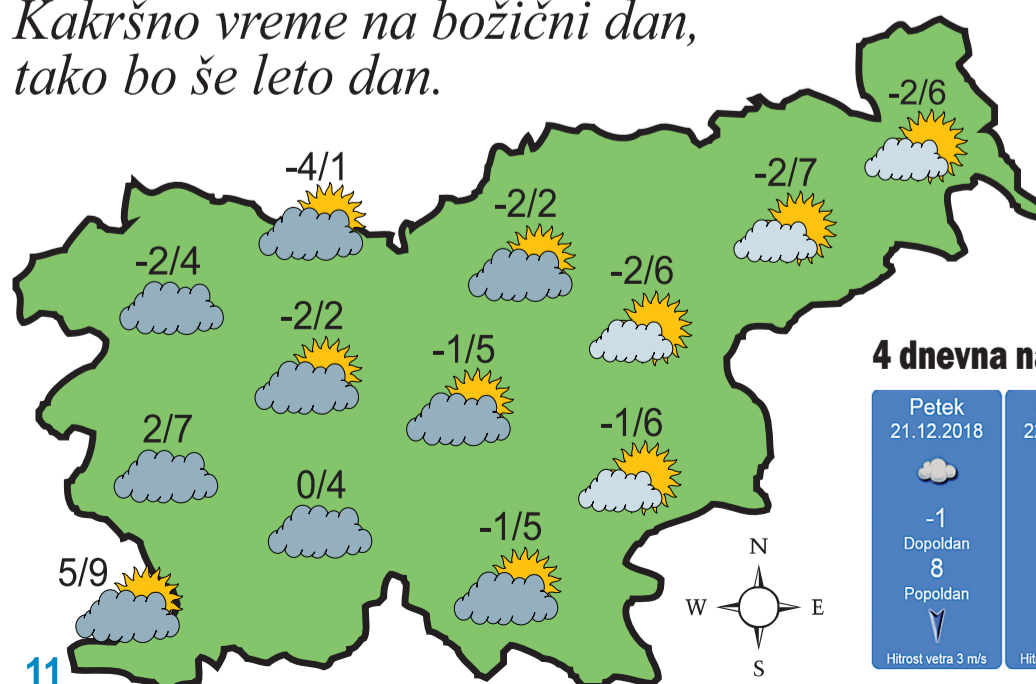 Kakršno vreme na božični dan,
tako bo še leto dan.
-2/6
-4/1
-2/7
-2/2
-2/4
-2/6
-2/2
-1/5
2/7
-1/6
0/4
-1/5
5/9
N
W E
S
11
4 dnevna
Petek
21.12.2018
-1
Dopoldan
8
Popoldan
Hitrost vetra 3 m/s